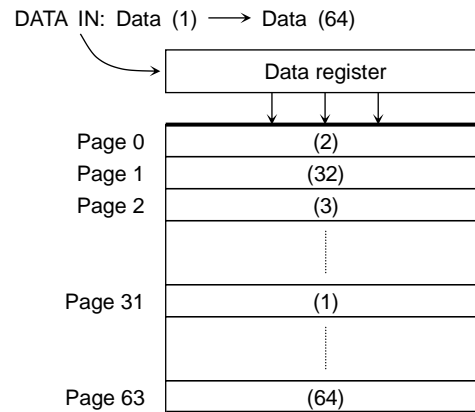 DATA IN: Data (1) ⟶ Data (64)
Data register
Page 0 (2)
Page 1 (32)
Page 2 (3)
Page 31 (1)
Page 63 (64)